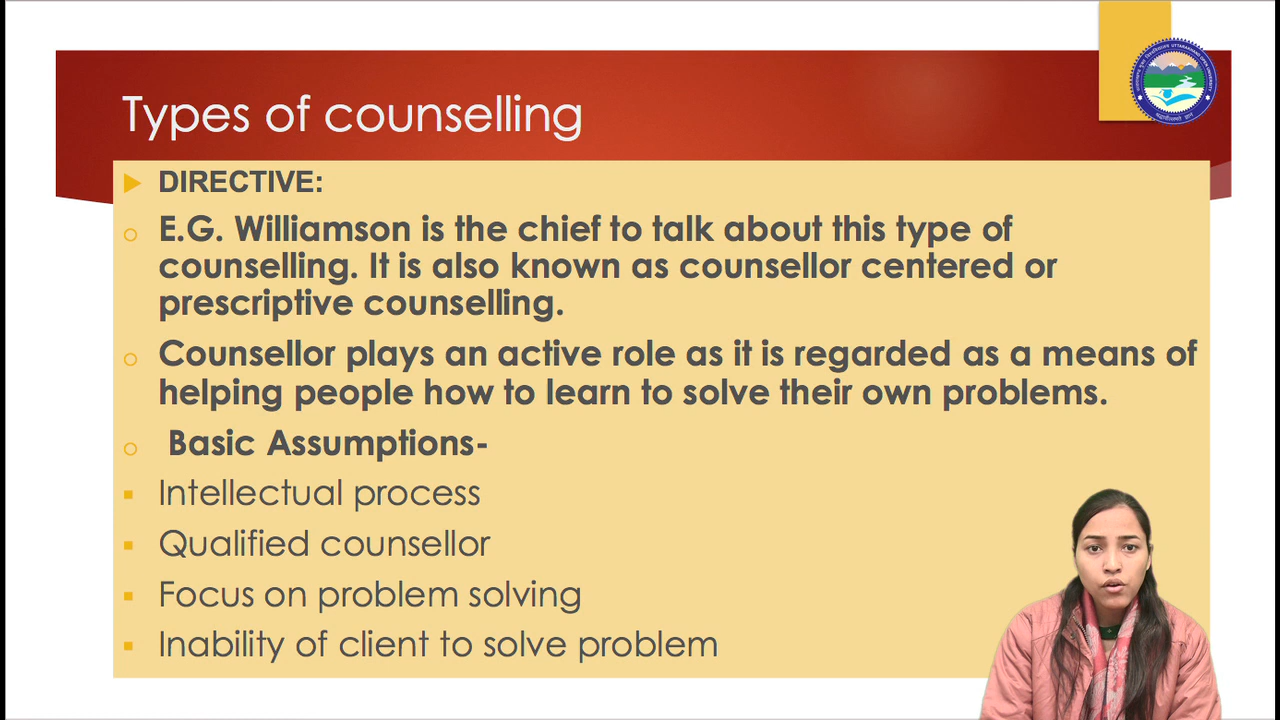 Types of counselling
DIRECTIVE:
E.G. Williamson is the chief to talk about this type of
counselling. It is also known as counsellor centered or
prescriptive counselling.
Counsellor plays an active role as it is regarded as a means of
helping people how to learn to solve their own problems.
Basic Assumptions-
Intellectual process
Qualified counsellor
Focus on problem solving
Inability of client to solve problem
UTTARAKHAND OPEN UNIVERSITY